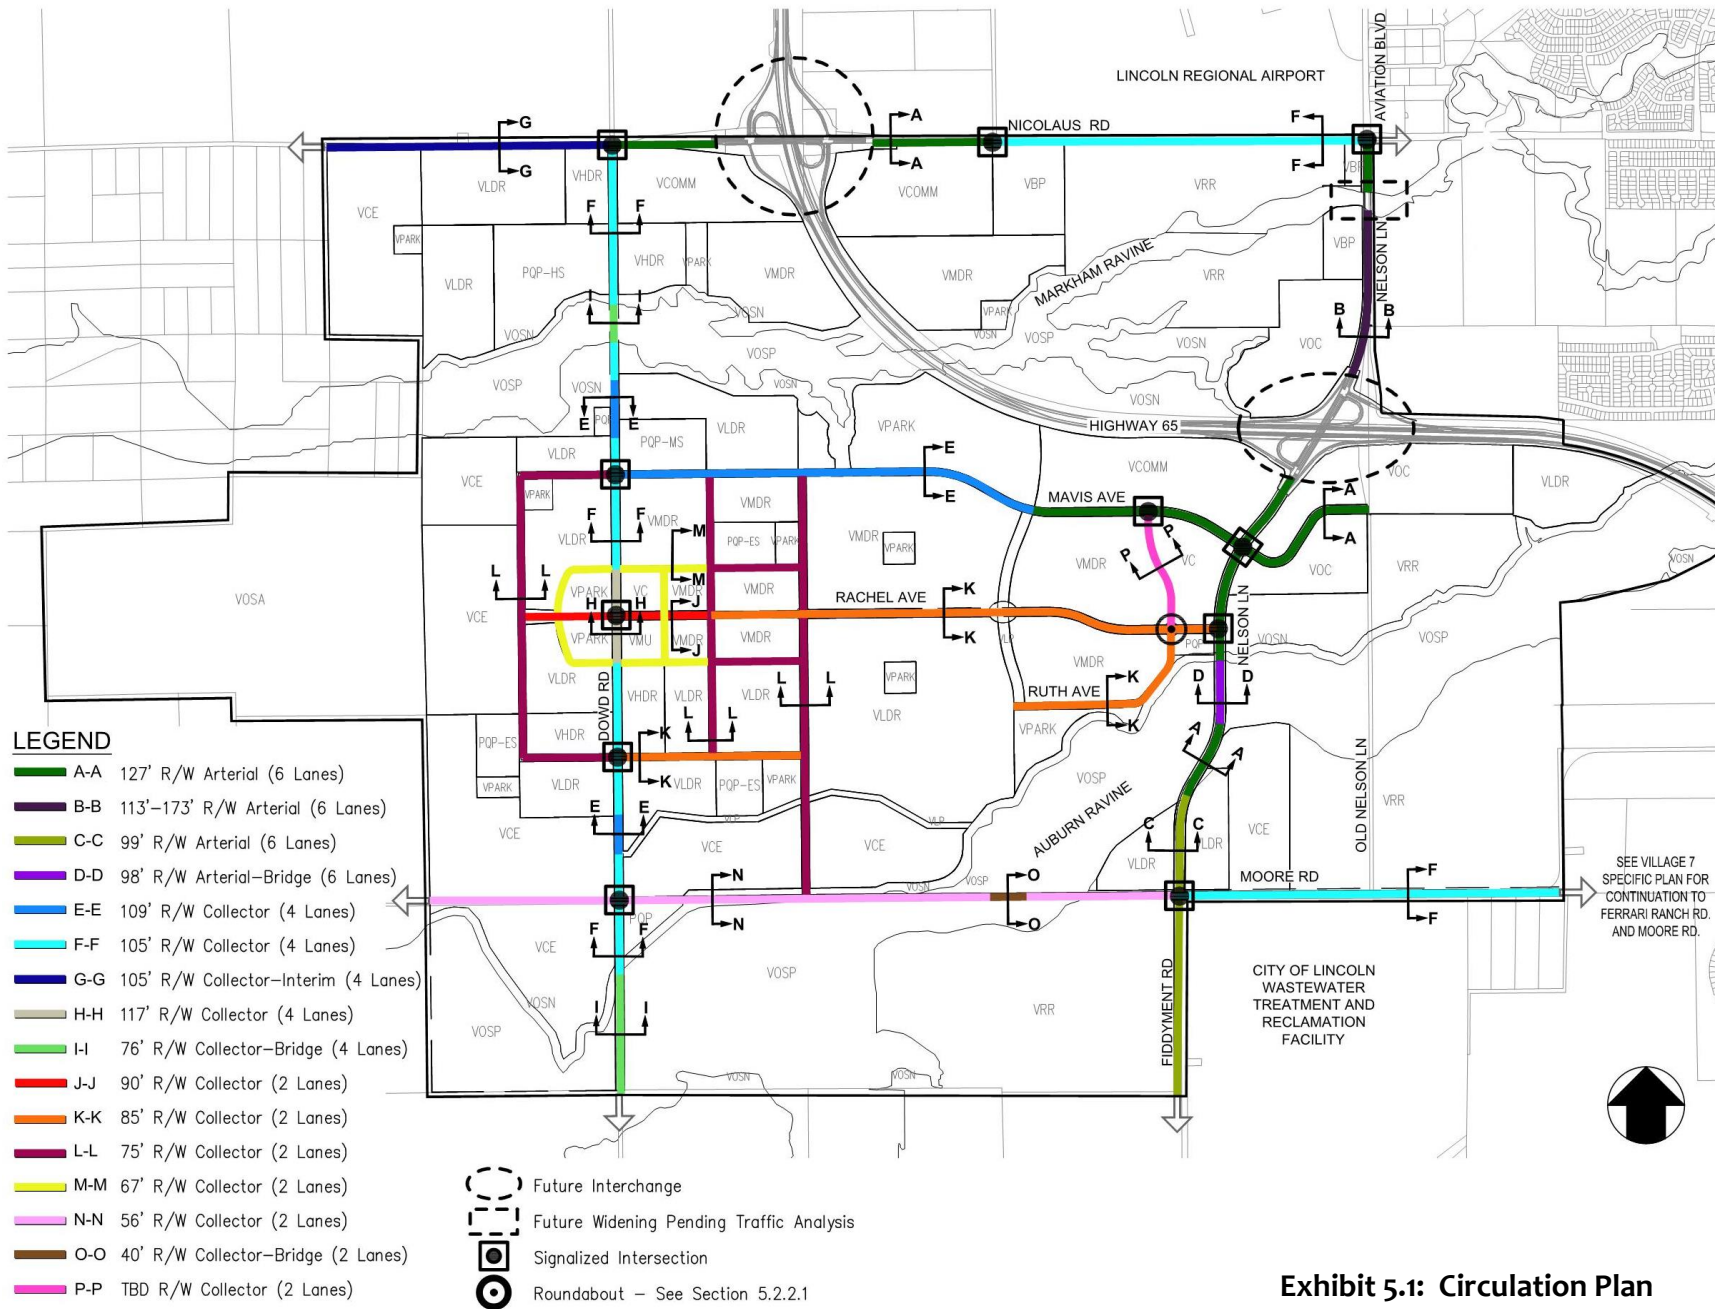 LINCOLN REGIONAL AIRPORT
AVIATION BLVD
NICOLAUS RD
G
G
A
A
F
F
VLDR
VHDR
VCOMM
VCOMM
VBP
VRR
VCE
VPARK
F
F
VLDR
PQP-HS
VHDR
VPARK
VMDR
VMDR
MARKHAM RAVINE
VRR
VBP
NELSON LN
I
I
VOSN
VOSN
VPARK
VOSN
VOSP
VOSN
B
B
VOC
VOSP
VOSN
VOSP
VOSN
VOSN
E
E
PQP-MS
VLDR
VPARK
HIGHWAY 65
VCOMM
VOC
VLDR
VLDR
VCE
VPARK
E
E
MAVIS AVE
A
A
VMDR
F
F
VMDR
VLDR
M
M
PQP-ES
VPARK
VMDR
VPARK
VMDR
P
P
VC
VOC
VRR
VOSN
L
L
VOSA
VCE
VPARK
VC
VMDR
VMDR
H
H
J
J
RACHEL AVE
K
K
VPARK
VMU
VMDR
VMDR
VLP
VMDR
PQP
VOSN
VOSP
NELSON LN
VLDR
VHDR
VLDR
VLDR
VPARK
VLDR
L
L
RUTH AVE
K
K
D
D
DOWD RD
VPARK
PQP-ES
VHDR
L
L
K
K
A
A
VPARK
VLDR
VLDR
PQP-ES
VPARK
VOSP
VRR
OLD NELSON LN
VCE
E
E
VLP
VLP
AUBURN RAVINE
C
C
VLDR
VCE
VCE
VCE
VLDR
VOSN
VOSP
MOORE RD
SEE VILLAGE 7
SPECIFIC PLAN FOR
CONTINUATION TO
FERRARI RANCH RD.
AND MOORE RD.
N
N
O
O
F
F
PQP
F
F
VCE
VOSP
VOSN
VOSP
I
I
VRR
FIDDYMENT RD
CITY OF LINCOLN
WASTEWATER
TREATMENT AND
RECLAMATION
FACILITY
VOSN
VOSN
LEGEND
A-A 127' R/W Arterial (6 Lanes)
B-B 113'-173' R/W Arterial (6 Lanes)
C-C 99' R/W Arterial (6 Lanes)
D-D 98' R/W Arterial-Bridge (6 Lanes)
E-E 109' R/W Collector (4 Lanes)
F-F 105' R/W Collector (4 Lanes)
G-G 105' R/W Collector-Interim (4 Lanes)
H-H 117' R/W Collector (4 Lanes)
I-I 76' R/W Collector-Bridge (4 Lanes)
J-J 90' R/W Collector (2 Lanes)
K-K 85' R/W Collector (2 Lanes)
L-L 75' R/W Collector (2 Lanes)
M-M 67' R/W Collector (2 Lanes)
N-N 56' R/W Collector (2 Lanes)
O-O 40' R/W Collector-Bridge (2 Lanes)
P-P TBD R/W Collector (2 Lanes)
Future Interchange
Future Widening Pending Traffic Analysis
Signalized Intersection
Roundabout – See Section 5.2.2.1
Exhibit 5.1: Circulation Plan